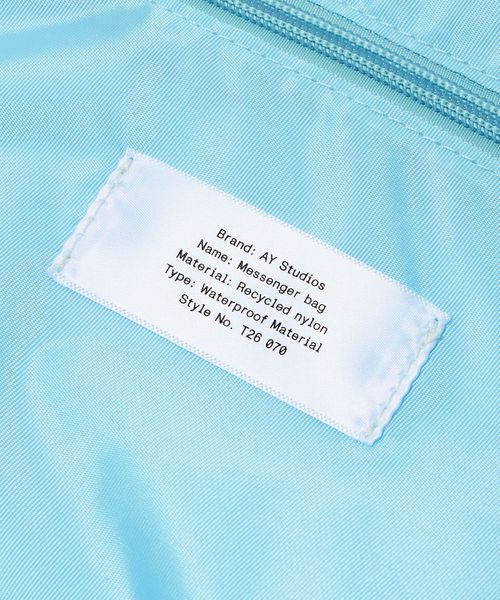 Brand: AY Studios
Name: Messenger bag
Material: Recycled nylon
Type: Waterproof Material
Style No. T26 070